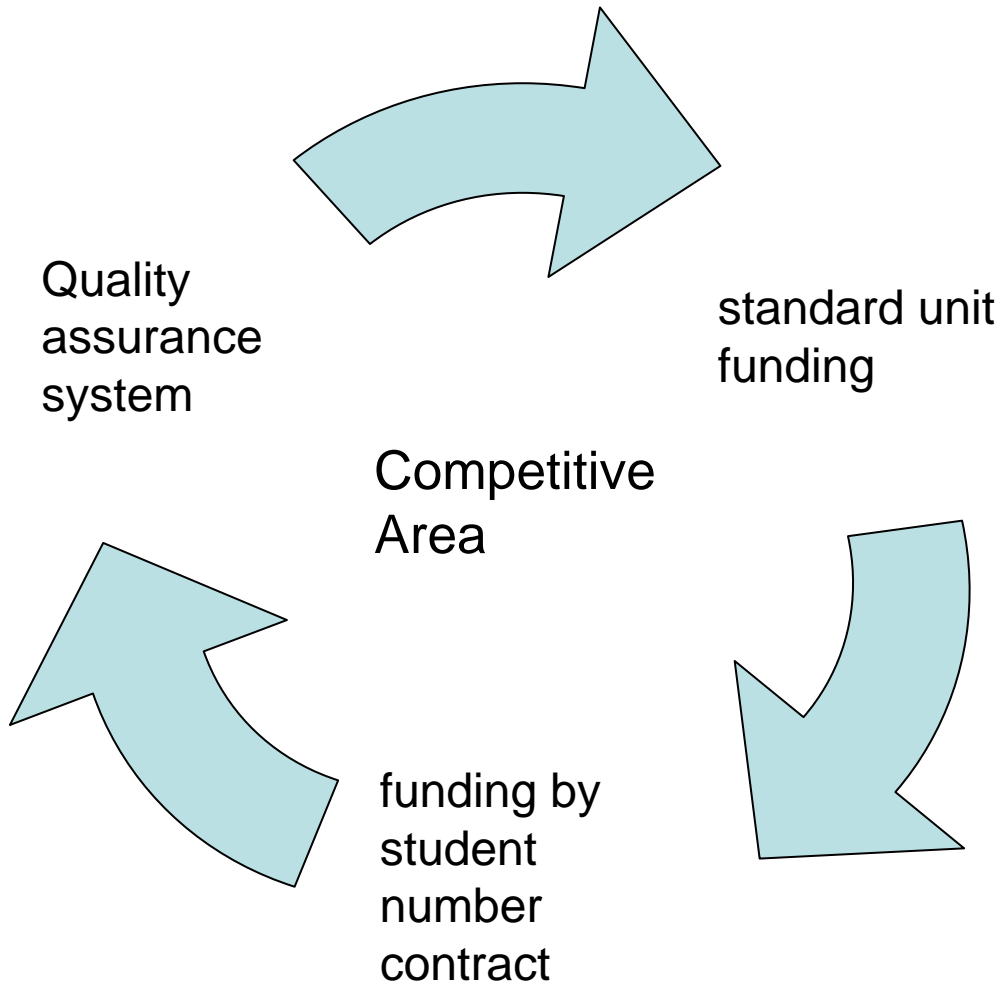 Quality
assurance
system
standard unit
funding
Competitive
Area
funding by
student
number
contract